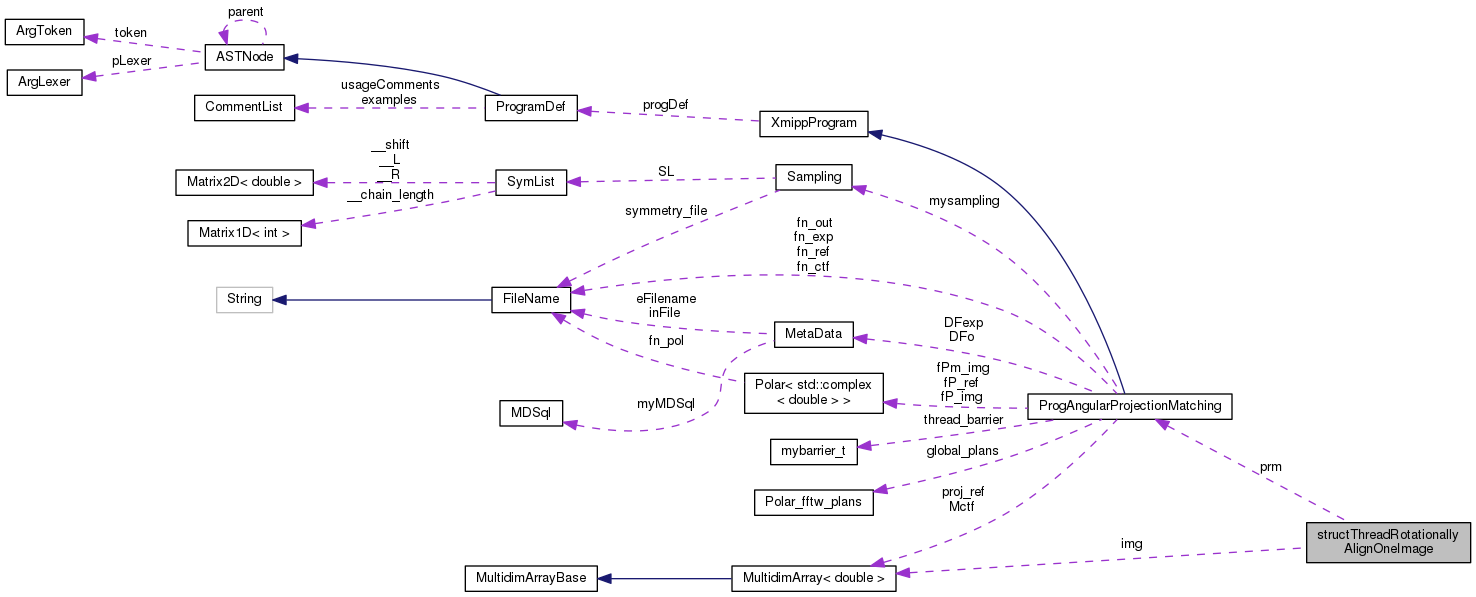 parent
ArgToken
token
ASTNode
pLexer
ArgLexer
usageComments
examples
CommentList
ProgramDef
progDef
XmippProgram
__shift
__L
__R
Matrix2D< double >
SymList
SL
Sampling
__chain_length
mysampling
Matrix1D< int >
symmetry_file
fn_out
fn_exp
fn_ref
fn_ctf
String
FileName
eFilename
inFile
MetaData
DFexp
DFo
fn_pol
fPm_img
fP_ref
fP_img
Polar< std::complex
< double > >
MDSql
myMDSql
ProgAngularProjectionMatching
thread_barrier
mybarrier_t
global_plans
prm
Polar_fftw_plans
proj_ref
Mctf
structThreadRotationally
AlignOneImage
img
MultidimArrayBase
MultidimArray< double >